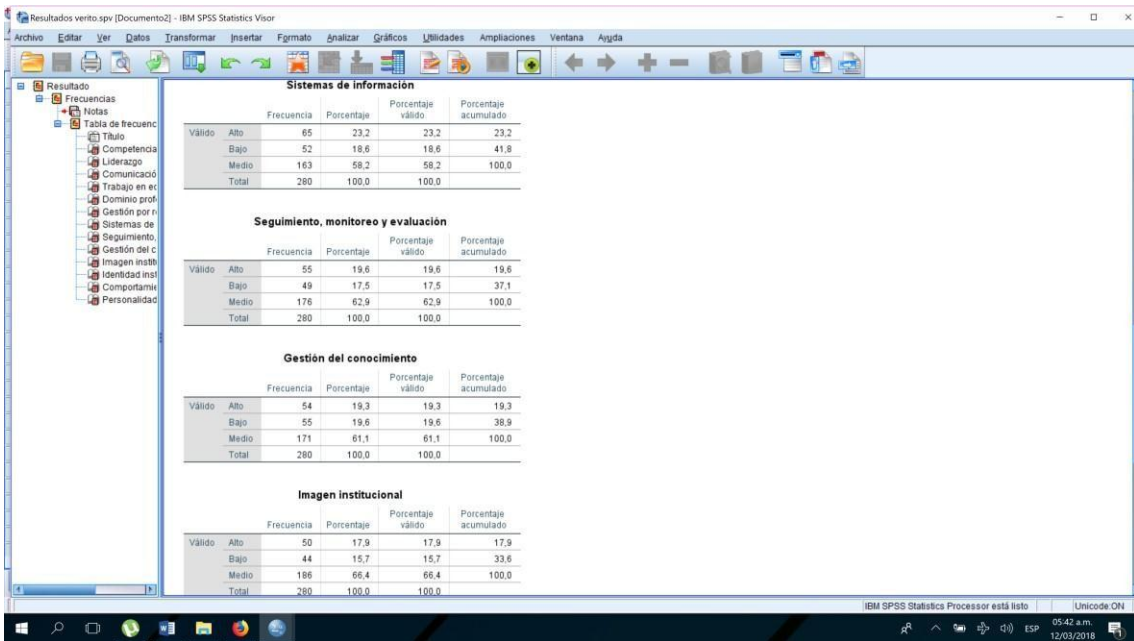 Resultados verito.spv [Documento2] - IBM SPSS Statistics Visor
Archivo Editar Ver Datos Transformar Insertar Formato Analizar Gráficos Utilidades Ampliaciones Ventana Ayuda
Resultado
Frecuencias
Notas
Tabla de frecuenc
Título
Competencia
Liderazgo
Comunicació
Trabajo en ec
Dominio prof
Gestión por r
Sistemas de
Seguimiento,
Gestión del c
Imagen instit
Identidad inst
Comportamie
Personalidad
Sistemas de información
Frecuencia Porcentaje Porcentaje válido Porcentaje acumulado
Válido Alto 65 23,2 23,2 23,2
Bajo 52 18,6 18,6 41,8
Medio 163 58,2 58,2 100,0
Total 280 100,0 100,0
Seguimiento, monitoreo y evaluación
Frecuencia Porcentaje Porcentaje válido Porcentaje acumulado
Válido Alto 55 19,6 19,6 19,6
Bajo 49 17,5 17,5 37,1
Medio 176 62,9 62,9 100,0
Total 280 100,0 100,0
Gestión del conocimiento
Frecuencia Porcentaje Porcentaje válido Porcentaje acumulado
Válido Alto 54 19,3 19,3 19,3
Bajo 55 19,6 19,6 38,9
Medio 171 61,1 61,1 100,0
Total 280 100,0 100,0
Imagen institucional
Frecuencia Porcentaje Porcentaje válido Porcentaje acumulado
Válido Alto 50 17,9 17,9 17,9
Bajo 44 15,7 15,7 33,6
Medio 186 66,4 66,4 100,0
Total 280 100,0 100,0
IBM SPSS Statistics Processor está listo Unicode:ON
ESP 05:42 a.m.
12/03/2018